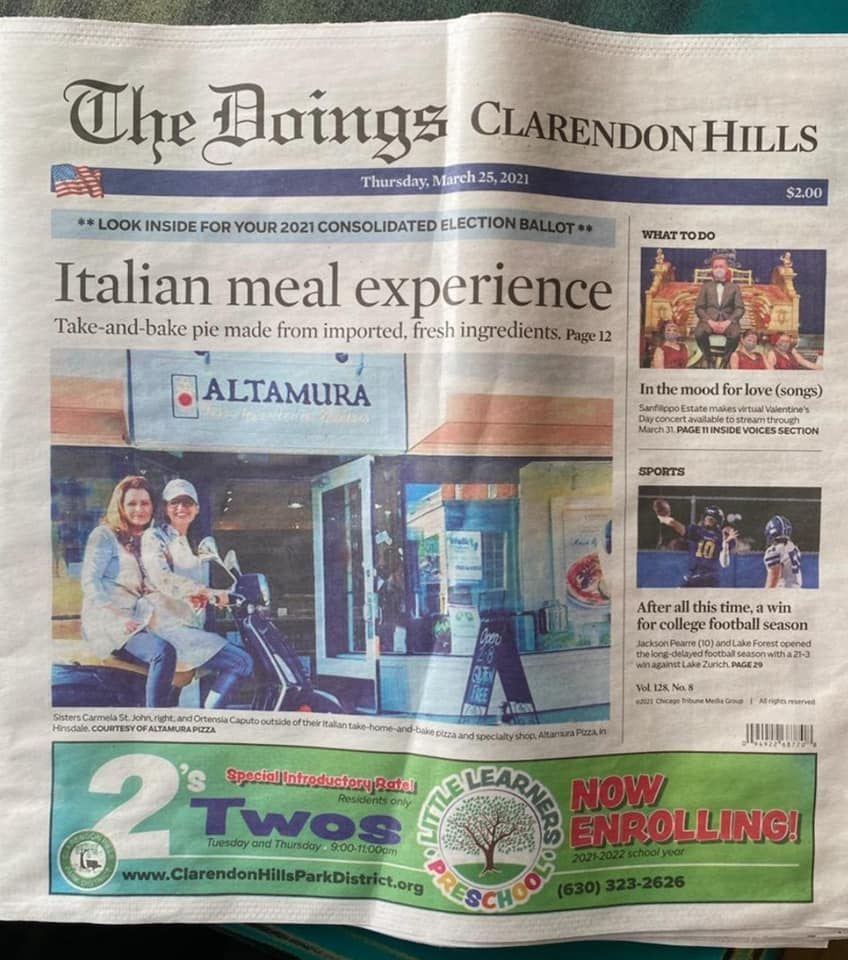 The Doings CLARENDON HILLS
Thursday, March 25, 2021
$2.00
** LOOK INSIDE FOR YOUR 2021 CONSOLIDATED ELECTION BALLOT **
Italian meal experience
Take-and-bake pie made from imported, fresh ingredients. Page 12
ALTAMURA
Open
GLUTEN
FREE
Sisters Carmela St. John, right, and Ortensia Caputo outside of their Italian take-home-and-bake pizza and specialty shop, Altamura Pizza, in
Hinsdale. COURTESY OF ALTAMURA PIZZA
WHAT TO DO
In the mood for love (songs)
Sanfilippo Estate makes virtual Valentine's
Day concert available to stream through
March 31. PAGE 11 INSIDE VOICES SECTION
SPORTS
10
After all this time, a win
for college football season
Jackson Pearre (10) and Lake Forest opened
the long-delayed football season with a 21-3
win against Lake Zurich. PAGE 29
Vol. 128, No. 8
©2021 Chicago Tribune Media Group | All rights reserved
0 94922 68770 8
2's
Special Introductory Rate!
Residents only
Twos
Tuesday and Thursday · 9:00-11:00am
www.ClarendonHillsParkDistrict.org
LITTLE LEARNERS
PRESCHOOL
NOW
ENROLLING!
2021-2022 school year
(630) 323-2626